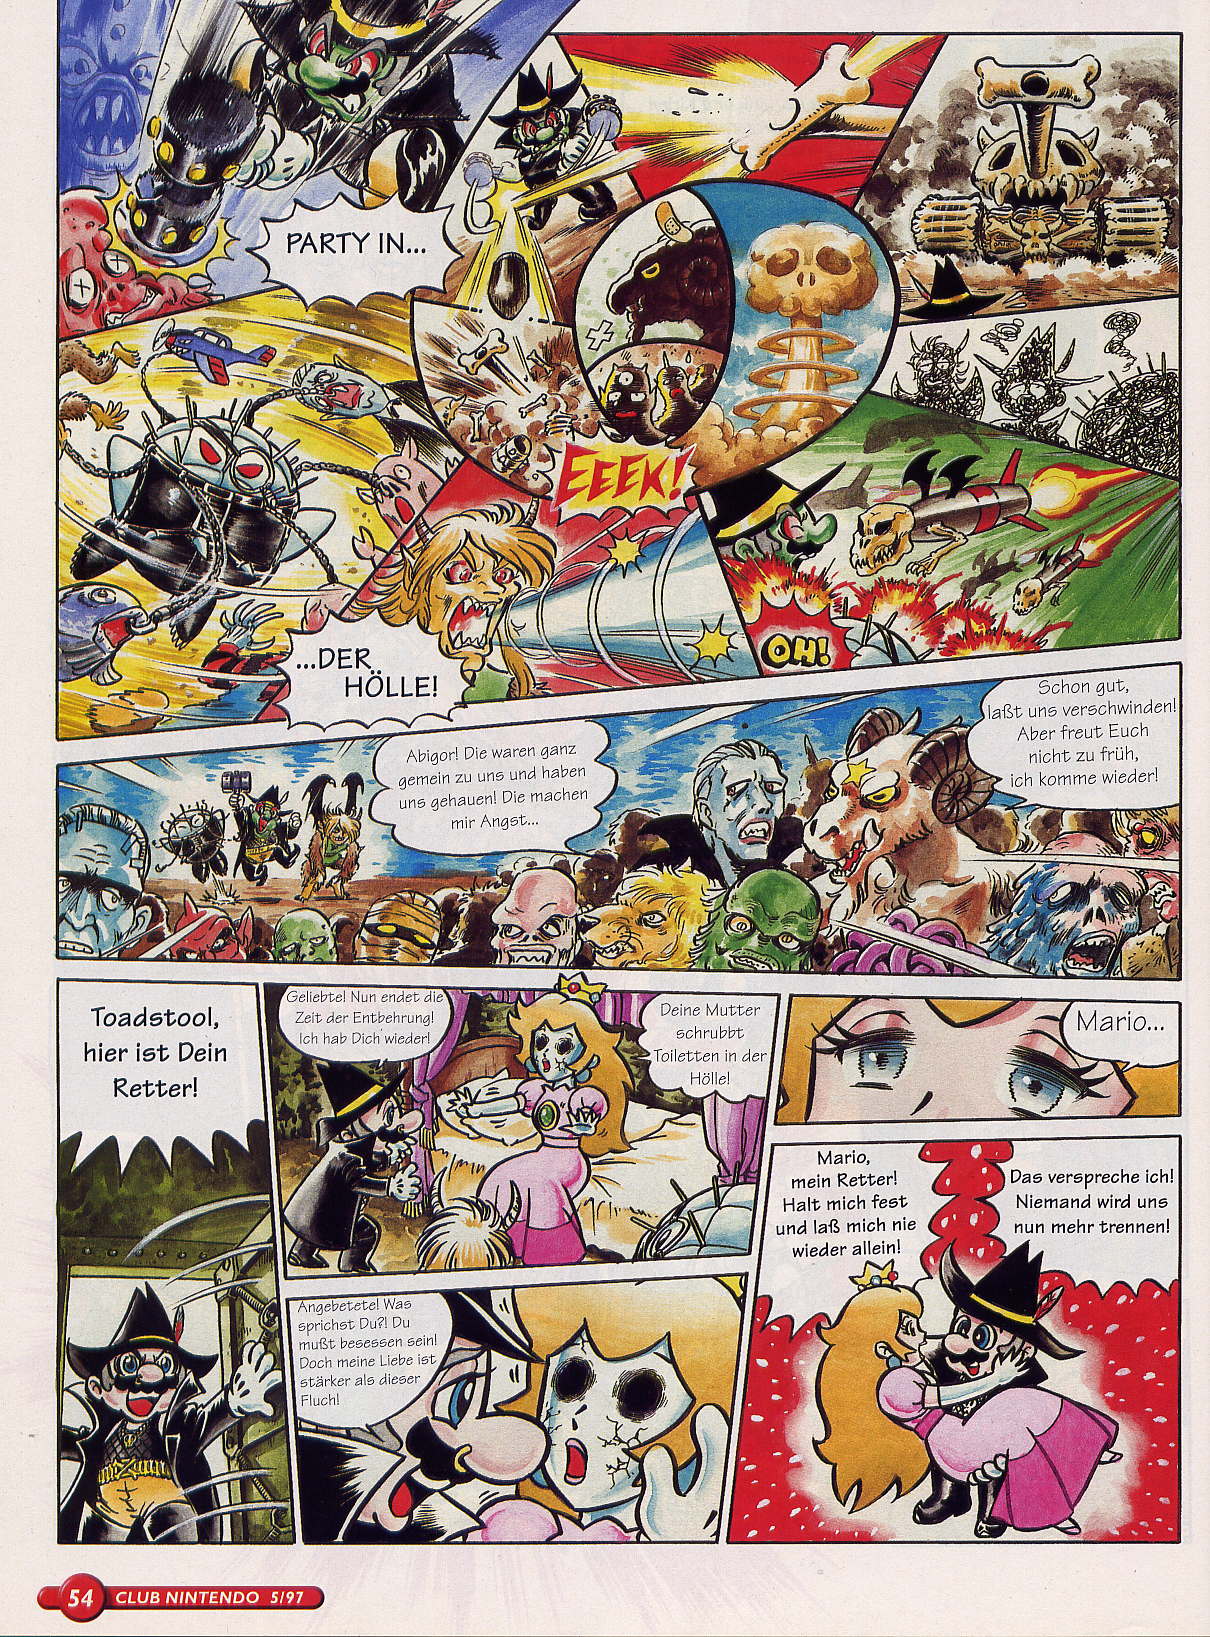 PARTY IN...
EEEK!
OH!
...DER
HÖLLE!
Abigor! Die waren ganz
gemein zu uns und haben
uns gehauen! Die machen
mir Angst...
Schon gut,
laßt uns verschwinden!
Aber freut Euch
nicht zu früh,
ich komme wieder!
Toadstool,
hier ist Dein
Retter!
Geliebte! Nun endet die
Zeit der Entbehrung!
Ich hab Dich wieder!
Deine Mutter
schrubbt
Toiletten in der
Hölle!
Angebetete! Was
sprichst Du?! Du
mußt besessen sein!
Doch meine Liebe ist
stärker als dieser
Fluch!
Mario...
Mario,
mein Retter!
Halt mich fest
und laß mich nie
wieder allein!
Das verspreche ich!
Niemand wird uns
nun mehr trennen!
54 CLUB NINTENDO 5/97